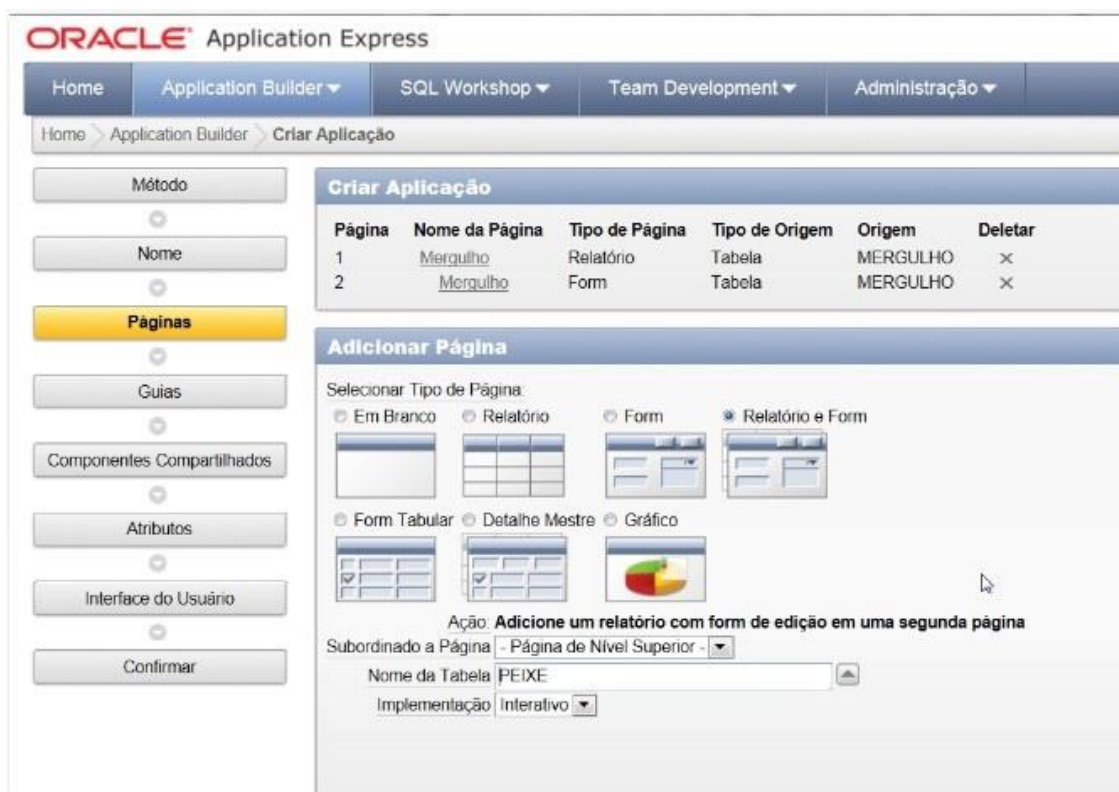 ORACLE Application Express
Home Application Builder SQL Workshop Team Development Administração
Home Application Builder Criar Aplicação
Método
Nome
Páginas
Guias
Componentes Compartilhados
Atributos
Interface do Usuário
Confirmar
Criar Aplicação
Página Nome da Página Tipo de Página Tipo de Origem Origem Deletar
1 Mergulho Relatório Tabela MERGULHO
2 Mergulho Form Tabela MERGULHO
Adicionar Página
Selecionar Tipo de Página:
Em Branco Relatório Form Relatório e Form
Form Tabular Detalhe Mestre Gráfico
Ação: Adicione um relatório com form de edição em uma segunda página
Subordinado a Página - Página de Nível Superior -
Nome da Tabela PEIXE
Implementação Interativo